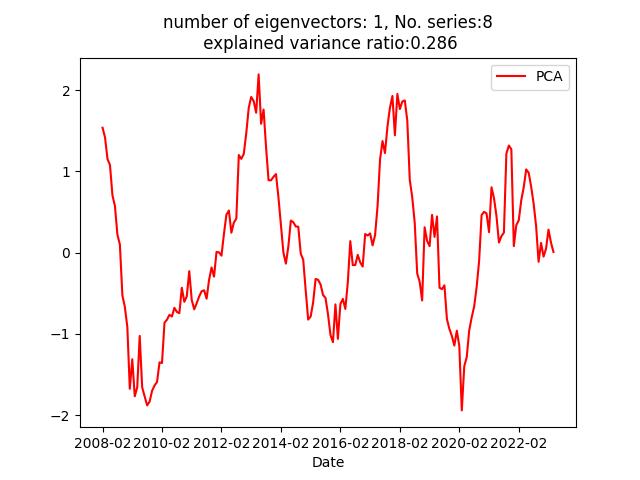 number of eigenvectors: 1, No. series:8
explained variance ratio:0.286
PCA
2
1
0
−1
−2
2008-02 2010-02 2012-02 2014-02 2016-02 2018-02 2020-02 2022-02
Date